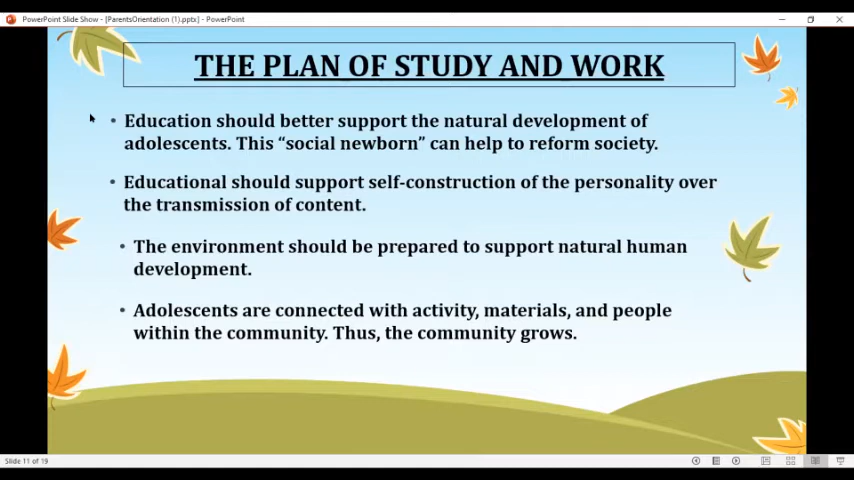 PowerPoint Slide Show - [ParentsOrientation (1).pptx] - PowerPoint
THE PLAN OF STUDY AND WORK
• Education should better support the natural development of
adolescents. This “social newborn” can help to reform society.
• Educational should support self-construction of the personality over
the transmission of content.
• The environment should be prepared to support natural human
development.
• Adolescents are connected with activity, materials, and people
within the community. Thus, the community grows.
Slide 11 of 19